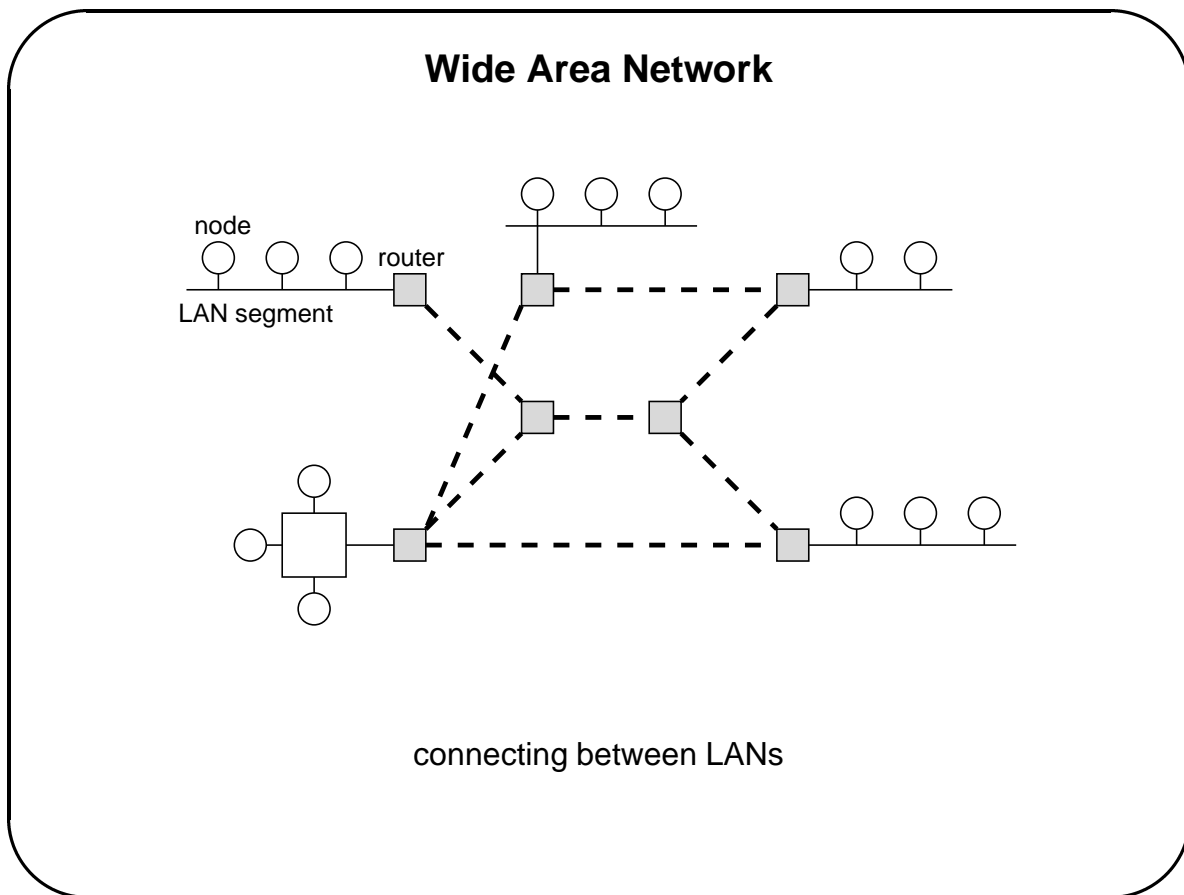 Wide Area Network
node
router
LAN segment
connecting between LANs